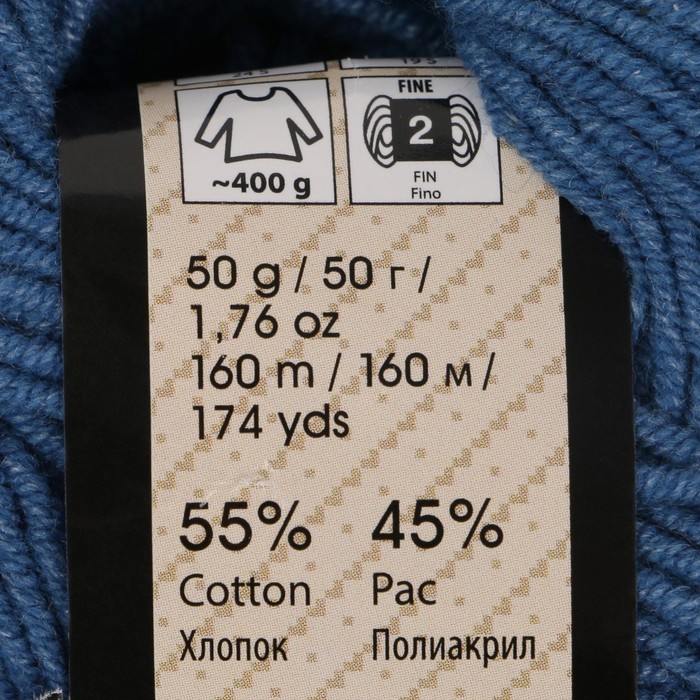 FINE
2
~400 g
FIN
Fino
50 g / 50 г /
1,76 oz
160 m / 160 м /
174 yds
55% 45%
Cotton Pac
Хлопок Полиакрил